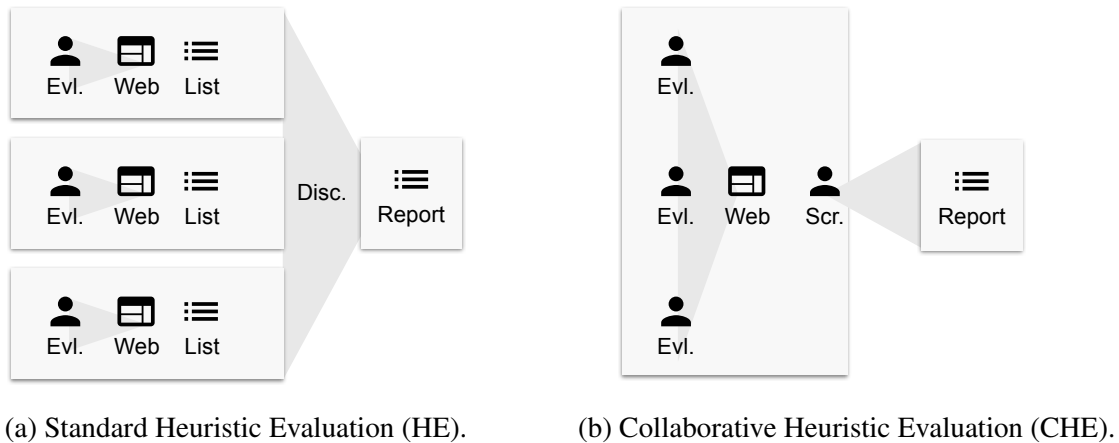 Evl. Web List
Evl. Web List
Evl. Web List
Disc.
Report
(a) Standard Heuristic Evaluation (HE).
Evl.
Evl. Web Scr.
Evl.
Report
(b) Collaborative Heuristic Evaluation (CHE).